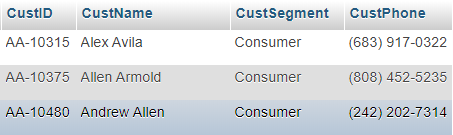 CustID CustName CustSegment CustPhone
AA-10315 Alex Avila Consumer (683) 917-0322
AA-10375 Allen Armold Consumer (808) 452-5235
AA-10480 Andrew Allen Consumer (242) 202-7314